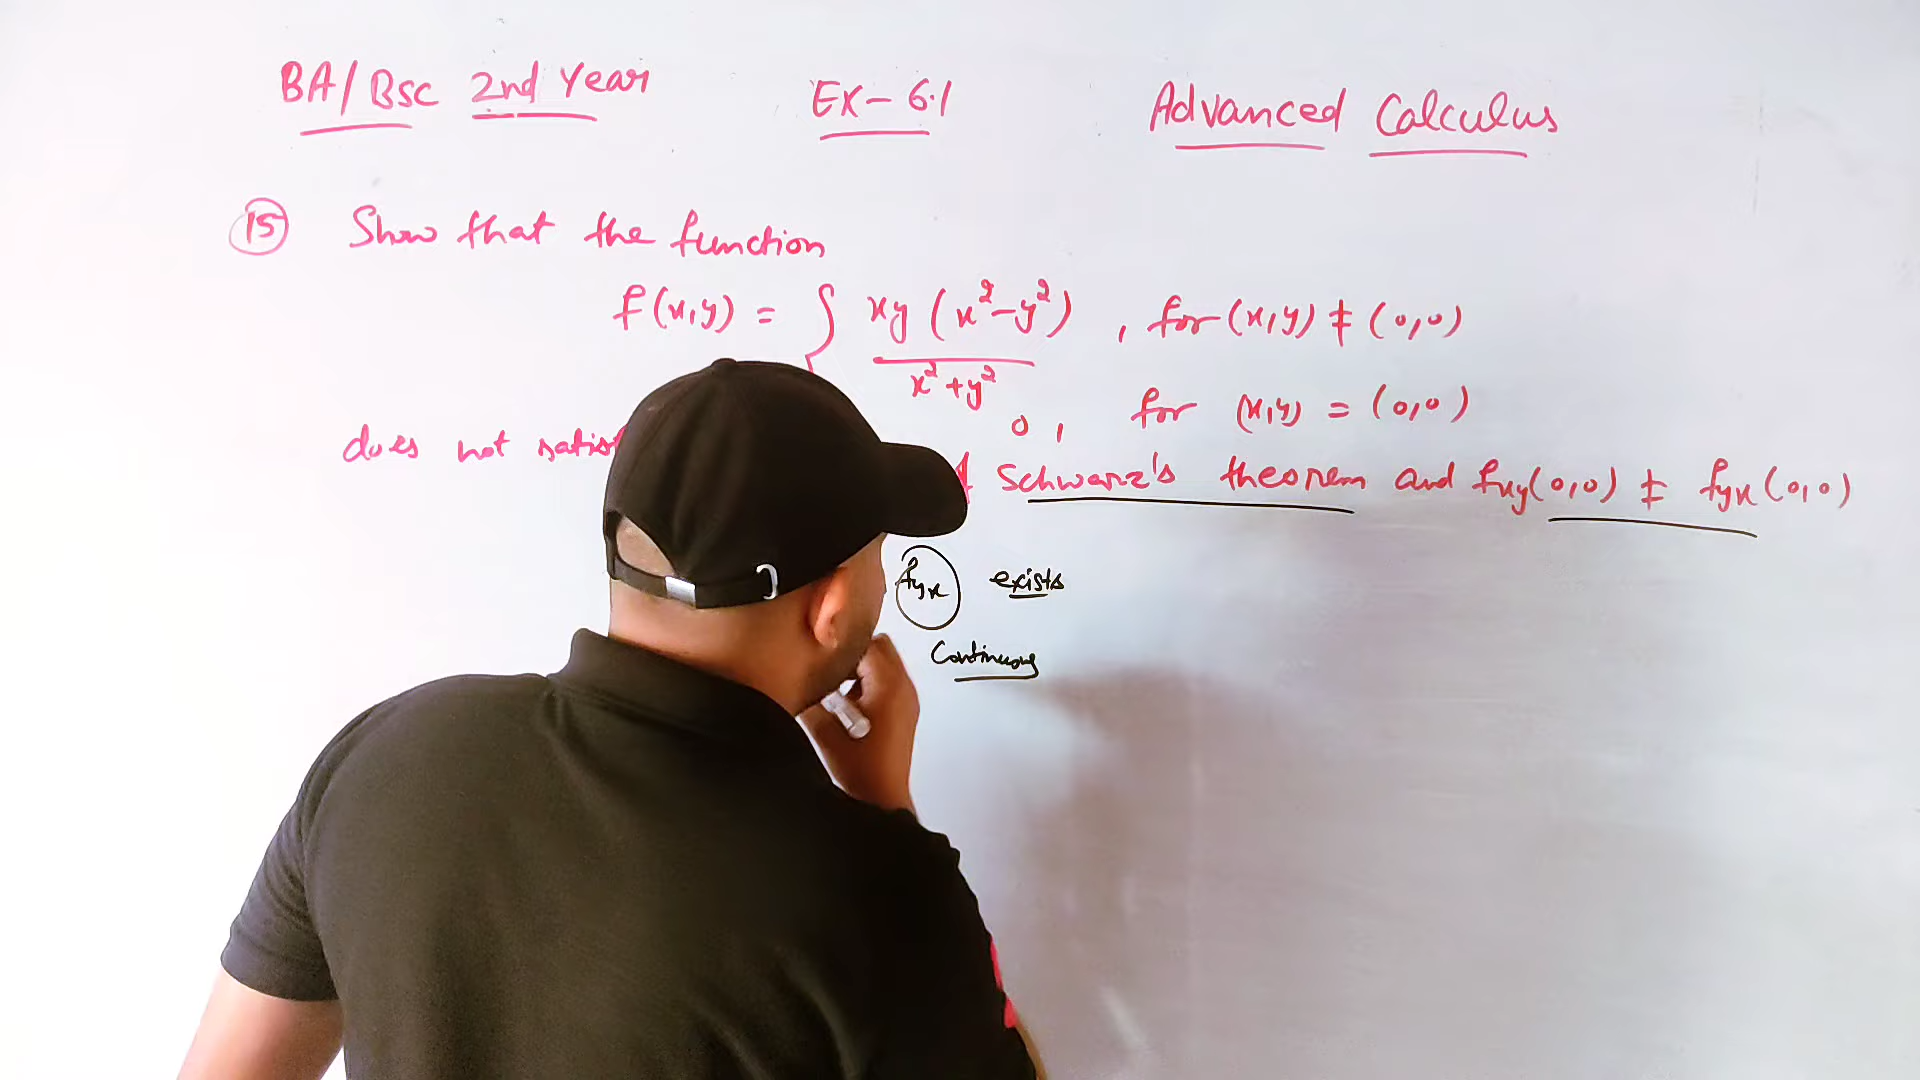 BA/Bsc 2nd Year EX-6.1 Advanced Calculus
15 Show that the function
f(x,y) = { xy (x²-y²) / x²+y² , for (x,y) ≠ (0,0)
0 , for (x,y) = (0,0)
does not Schwarz's theorem and fxy(0,0) ≠ fyx(0,0)
fyx exists
Continuous